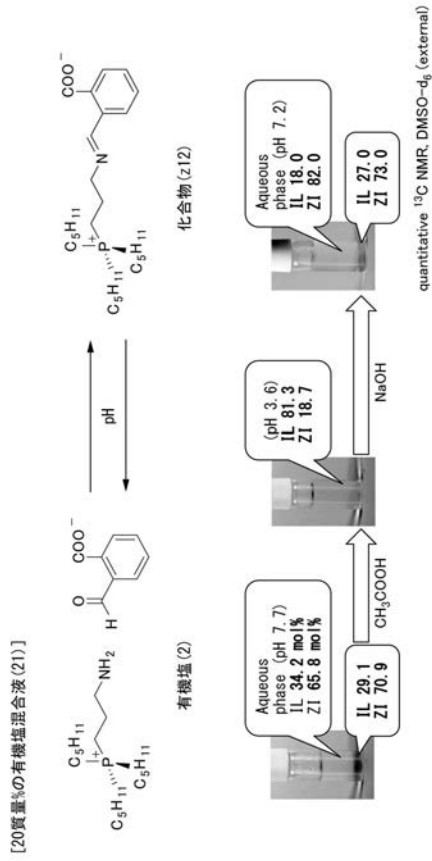 [20質量%の有機塩混合液(21)]
C5H11
C5H11
C5H11
P+
NH2
O
H
COO−
有機塩(2)
pH
C5H11
C5H11
C5H11
P+
N
COO−
化合物(z12)
Aqueous
phase (pH 7.7)
IL 34.2 mol%
ZI 65.8 mol%
IL 29.1
ZI 70.9
CH3COOH
(pH 3.6)
IL 81.3
ZI 18.7
NaOH
Aqueous
phase (pH 7.2)
IL 18.0
ZI 82.0
IL 27.0
ZI 73.0
quantitative 13C NMR, DMSO-d6 (external)